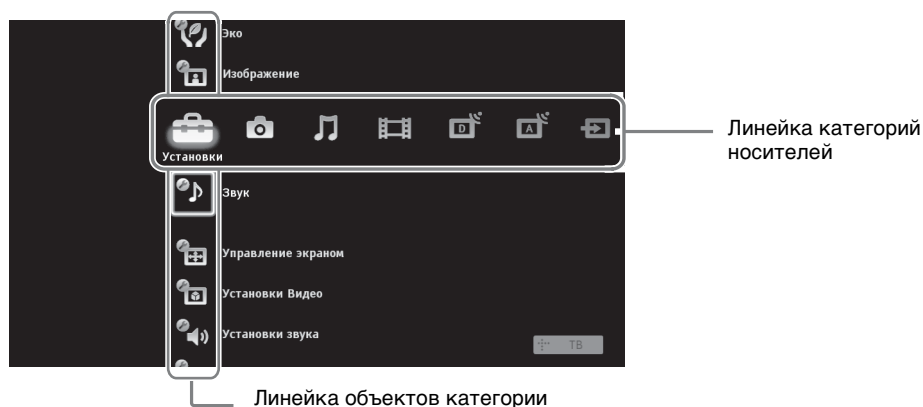 Эко
Изображение
Установки
D
A
Линейка категорий
носителей
Звук
Управление экраном
Установки Видео
Установки звука
ТВ
Линейка объектов категории